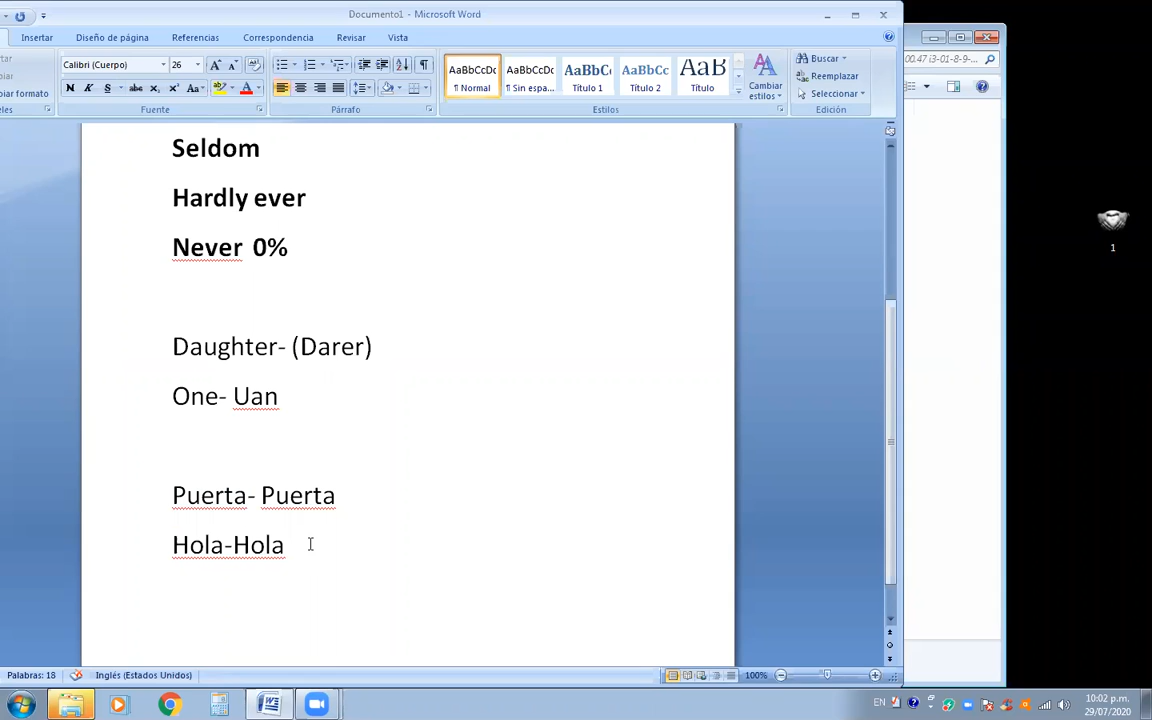 Documento1 - Microsoft Word
Insertar Diseño de página Referencias Correspondencia Revisar Vista
Calibri (Cuerpo) 26
Buscar
Reemplazar
Seleccionar
AaBbCcDc AaBbCcDc AaBbC AaBbCc AaB
¶ Normal ¶ Sin espa... Título 1 Título 2 Título
Cambiar estilos
formato
Fuente Párrafo Estilos Edición
Seldom
Hardly ever
Never 0%
Daughter- (Darer)
One- Uan
Puerta- Puerta
Hola-Hola
1
Palabras: 18 Inglés (Estados Unidos) 100%
EN 10:02 p.m.
29/07/2020